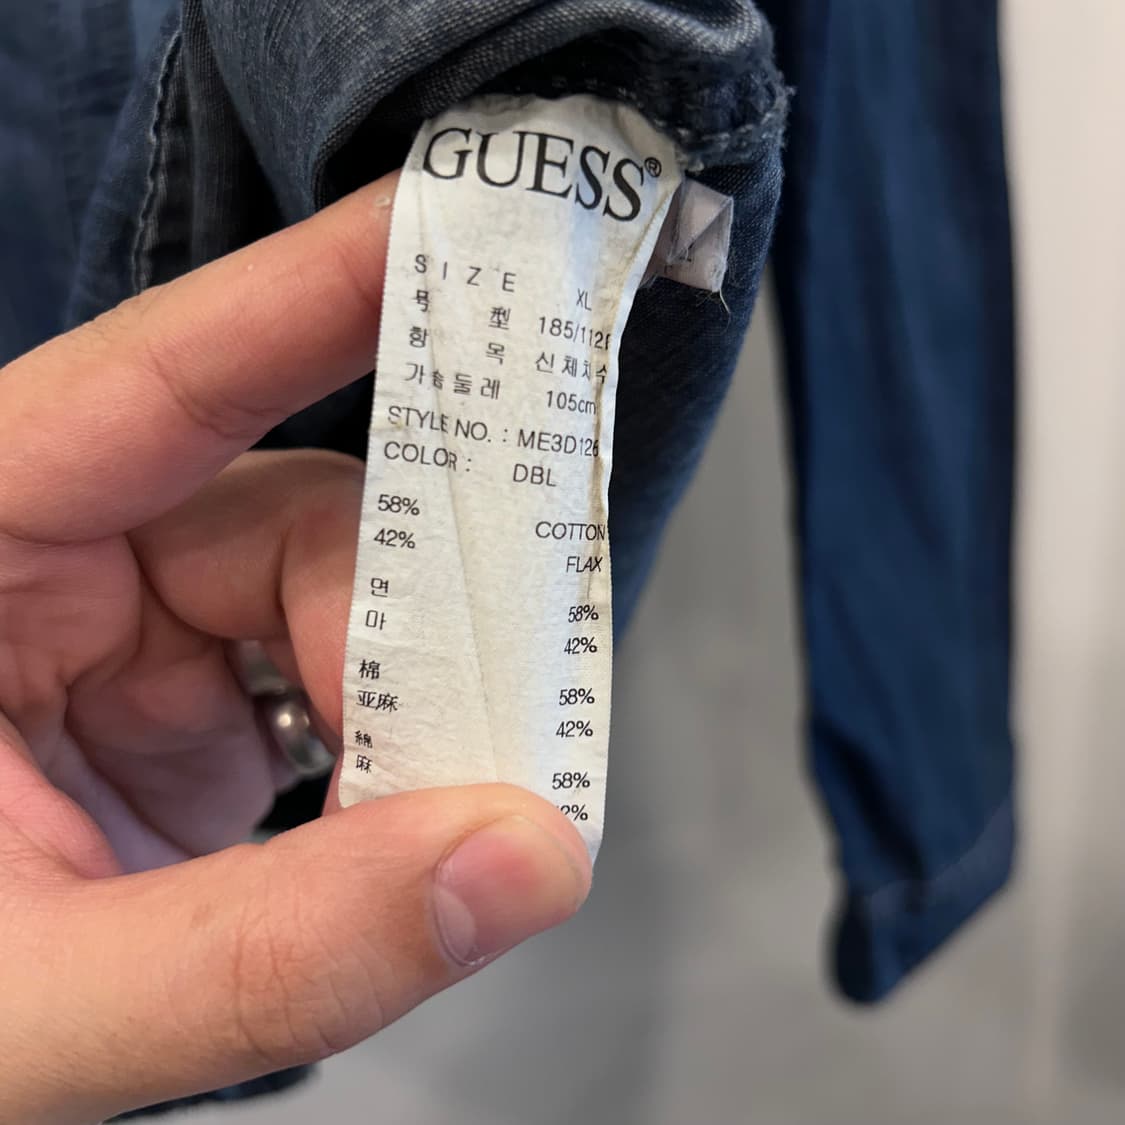 GUESS®
SIZE XL
号 型 185/112
항 목 신체치수
가슴둘레 105cm
STYLE NO. : ME3D126
COLOR : DBL
58% COTTON
42% FLAX
면 58%
마 42%
棉 58%
亚麻 42%
綿 58%
麻